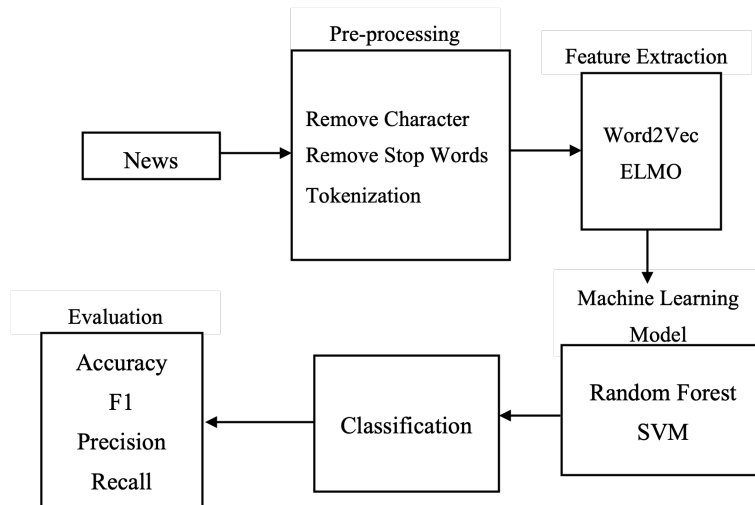 Pre-processing
Feature Extraction
News
Remove Character
Remove Stop Words
Tokenization
Word2Vec
ELMO
Machine Learning
Model
Random Forest
SVM
Classification
Evaluation
Accuracy
F1
Precision
Recall